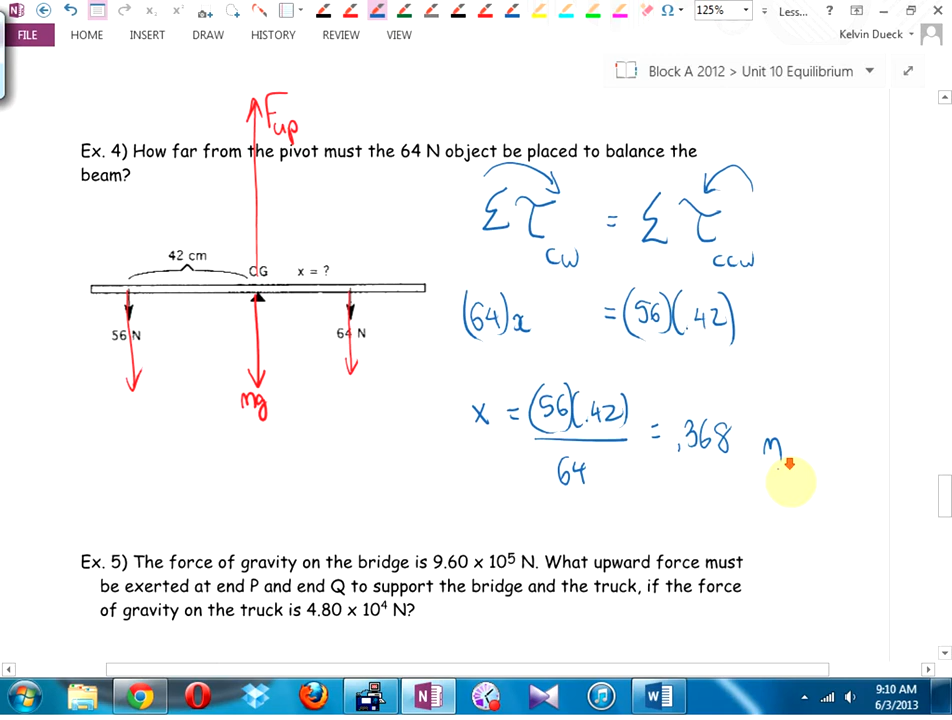 125%
Less...
?
FILE
HOME
INSERT
DRAW
HISTORY
REVIEW
VIEW
Kelvin Dueck
Block A 2012 > Unit 10 Equilibrium
Fup
Ex. 4) How far from the pivot must the 64 N object be placed to balance the
beam?
Στcw = Στccw
42 cm
CG x = ?
56 N
64 N
mg
(64)x = (56)(.42)
x = (56)(.42)/64 = .368 m
Ex. 5) The force of gravity on the bridge is 9.60 x 10⁵ N. What upward force must
be exerted at end P and end Q to support the bridge and the truck, if the force
of gravity on the truck is 4.80 x 10⁴ N?
9:10 AM
6/3/2013